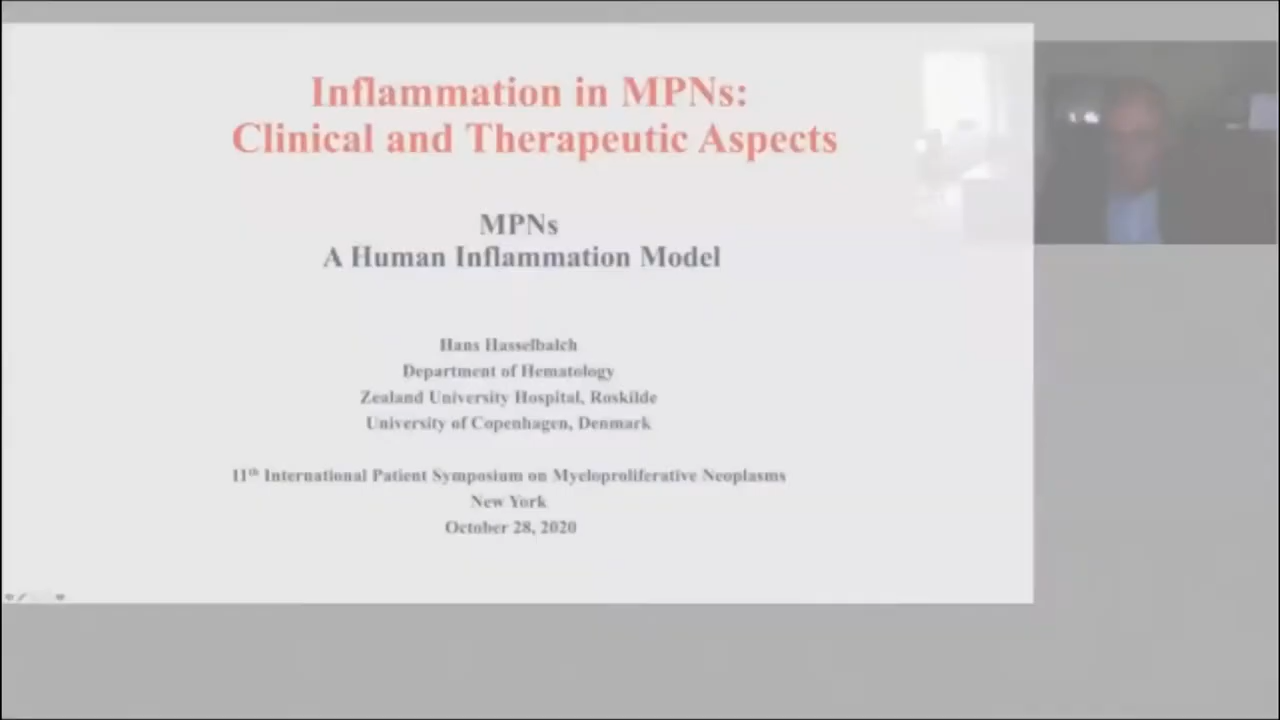 Inflammation in MPNs:
Clinical and Therapeutic Aspects
MPNs
A Human Inflammation Model
Hans Hasselbalch
Department of Hematology
Zealand University Hospital, Roskilde
University of Copenhagen, Denmark
11th International Patient Symposium on Myeloproliferative Neoplasms
New York
October 28, 2020